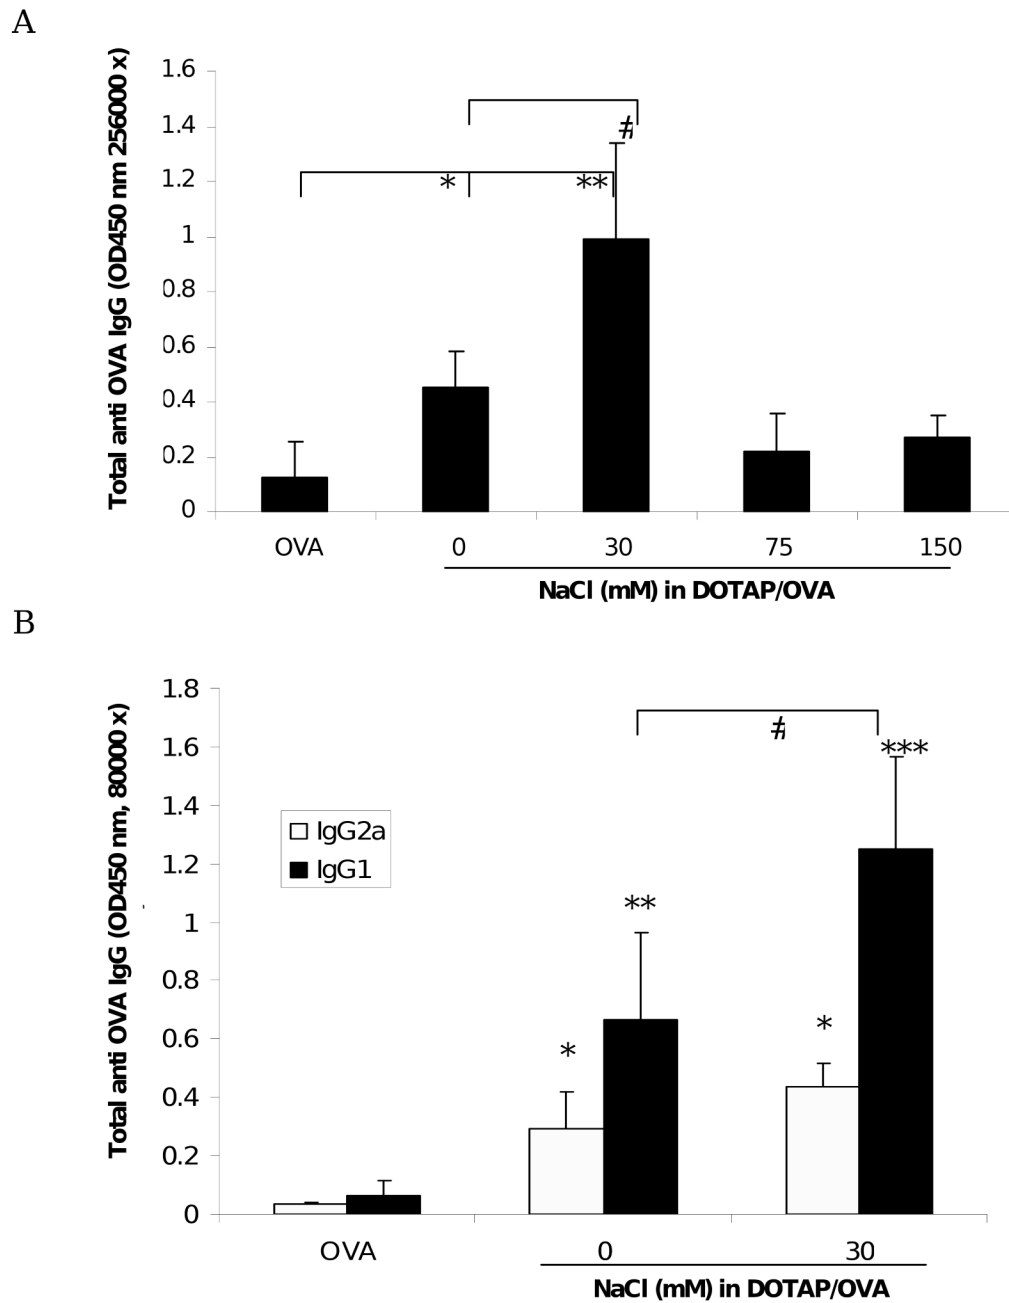 A
Total anti OVA IgG (OD450 nm 256000 x)
1.6
1.4
1.2
1
0.8
0.6
0.4
0.2
0
#
* **
OVA 0 30 75 150
NaCl (mM) in DOTAP/OVA
B
Total anti OVA IgG (OD450 nm, 80000 x)
1.8
1.6
1.4
1.2
1
0.8
0.6
0.4
0.2
0
#
***
IgG2a
IgG1
**
*
*
OVA 0 30
NaCl (mM) in DOTAP/OVA